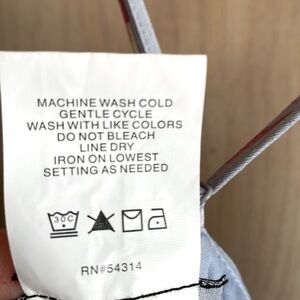 MACHINE WASH COLD
GENTLE CYCLE
WASH WITH LIKE COLORS
DO NOT BLEACH
LINE DRY
IRON ON LOWEST
SETTING AS NEEDED
30C
RN#54314